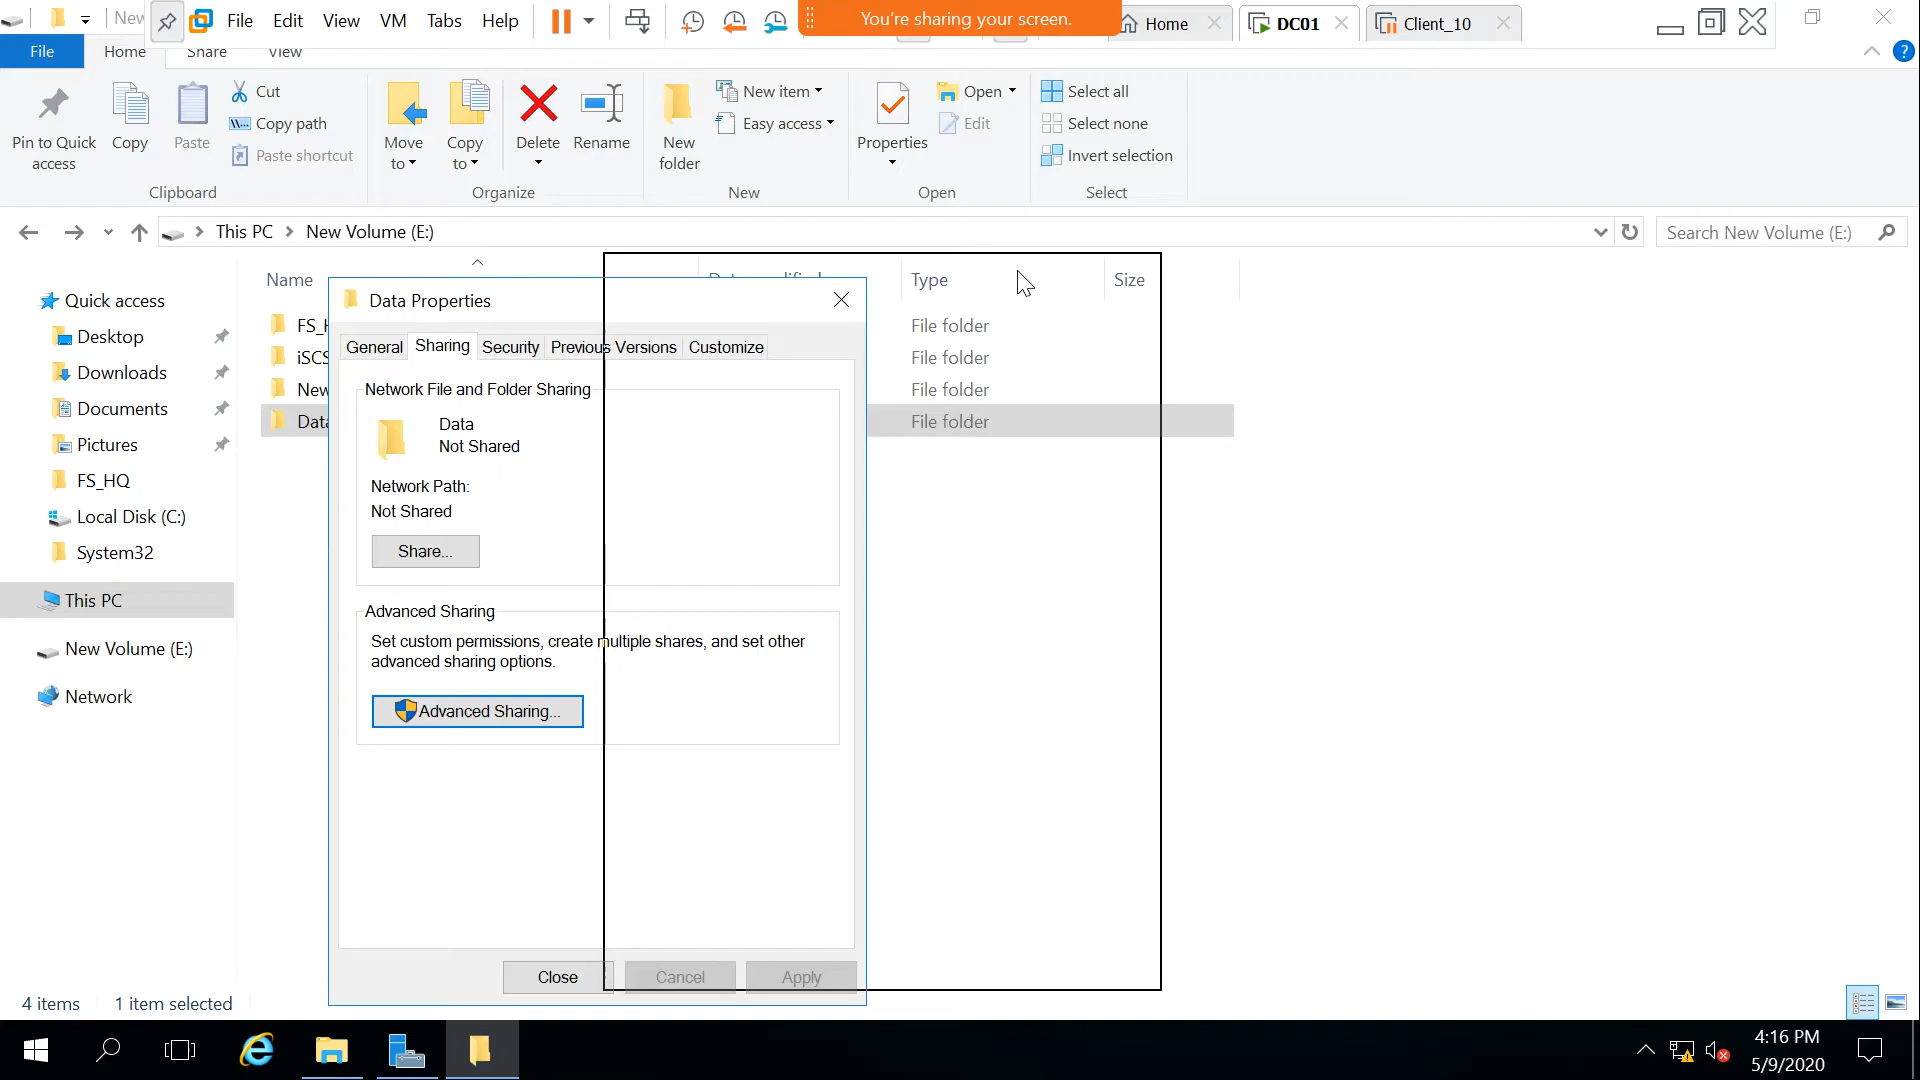 New
File Edit View VM Tabs Help
You're sharing your screen.
Home DC01 Client_10
File Home Share View
Pin to Quick access
Copy
Paste
Cut
Copy path
Paste shortcut
Clipboard
Move to
Copy to
Delete
Rename
Organize
New folder
New item
Easy access
New
Properties
Open
Edit
Open
Select all
Select none
Invert selection
Select
This PC New Volume (E:)
Search New Volume (E:)
Name Type Size
Quick access
Desktop
Downloads
Documents
Pictures
FS_HQ
Local Disk (C:)
System32
This PC
New Volume (E:)
Network
File folder
iSCS File folder
New File folder
Data File folder
Data Properties
General Sharing Security Previous Versions Customize
Network File and Folder Sharing
Data
Not Shared
Network Path:
Not Shared
Share...
Advanced Sharing
Set custom permissions, create multiple shares, and set other
advanced sharing options.
Advanced Sharing...
Close Cancel Apply
4 items 1 item selected
4:16 PM
5/9/2020